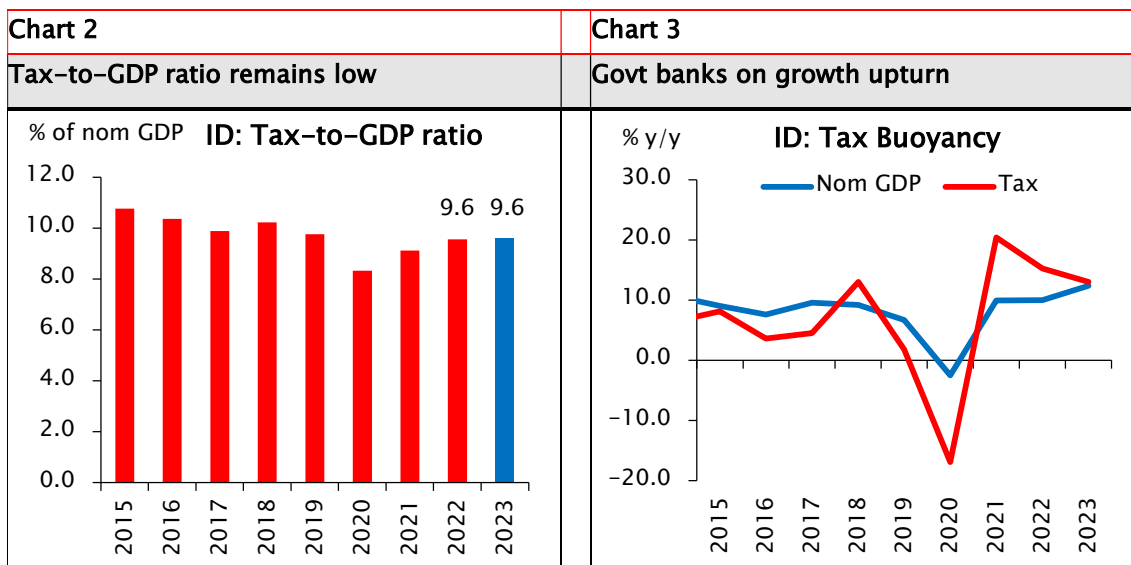 Chart 2
Tax-to-GDP ratio remains low
% of nom GDP
ID: Tax-to-GDP ratio
12.0
10.0
8.0
6.0
4.0
2.0
0.0
9.6 9.6
2015 2016 2017 2018 2019 2020 2021 2022 2023
Chart 3
Govt banks on growth upturn
% y/y
ID: Tax Buoyancy
Nom GDP Tax
30.0
20.0
10.0
0.0
-10.0
-20.0
2015 2016 2017 2018 2019 2020 2021 2022 2023